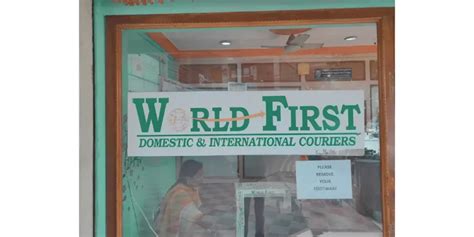 WORLD FIRST
DOMESTIC & INTERNATIONAL COURIERS
PLEASE
REMOVE
YOUR
FOOTWEAR